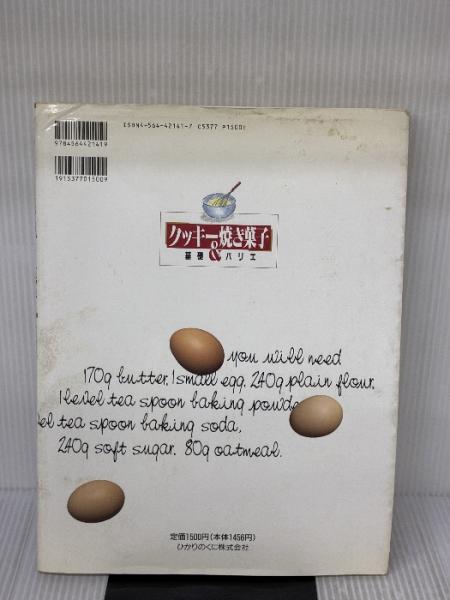 ISBN4-564-42141-7 C5377 P1500E
9784564421419
1915377015009
クッキー焼き菓子
&
基礎 バリエ
you will need
170g butter. 1 small egg. 240g plain flour.
1 level tea spoon baking powde
el tea spoon baking soda,
240g soft sugar. 80g oatmeal.
定価1500円(本体1456円)
ひかりのくに株式会社